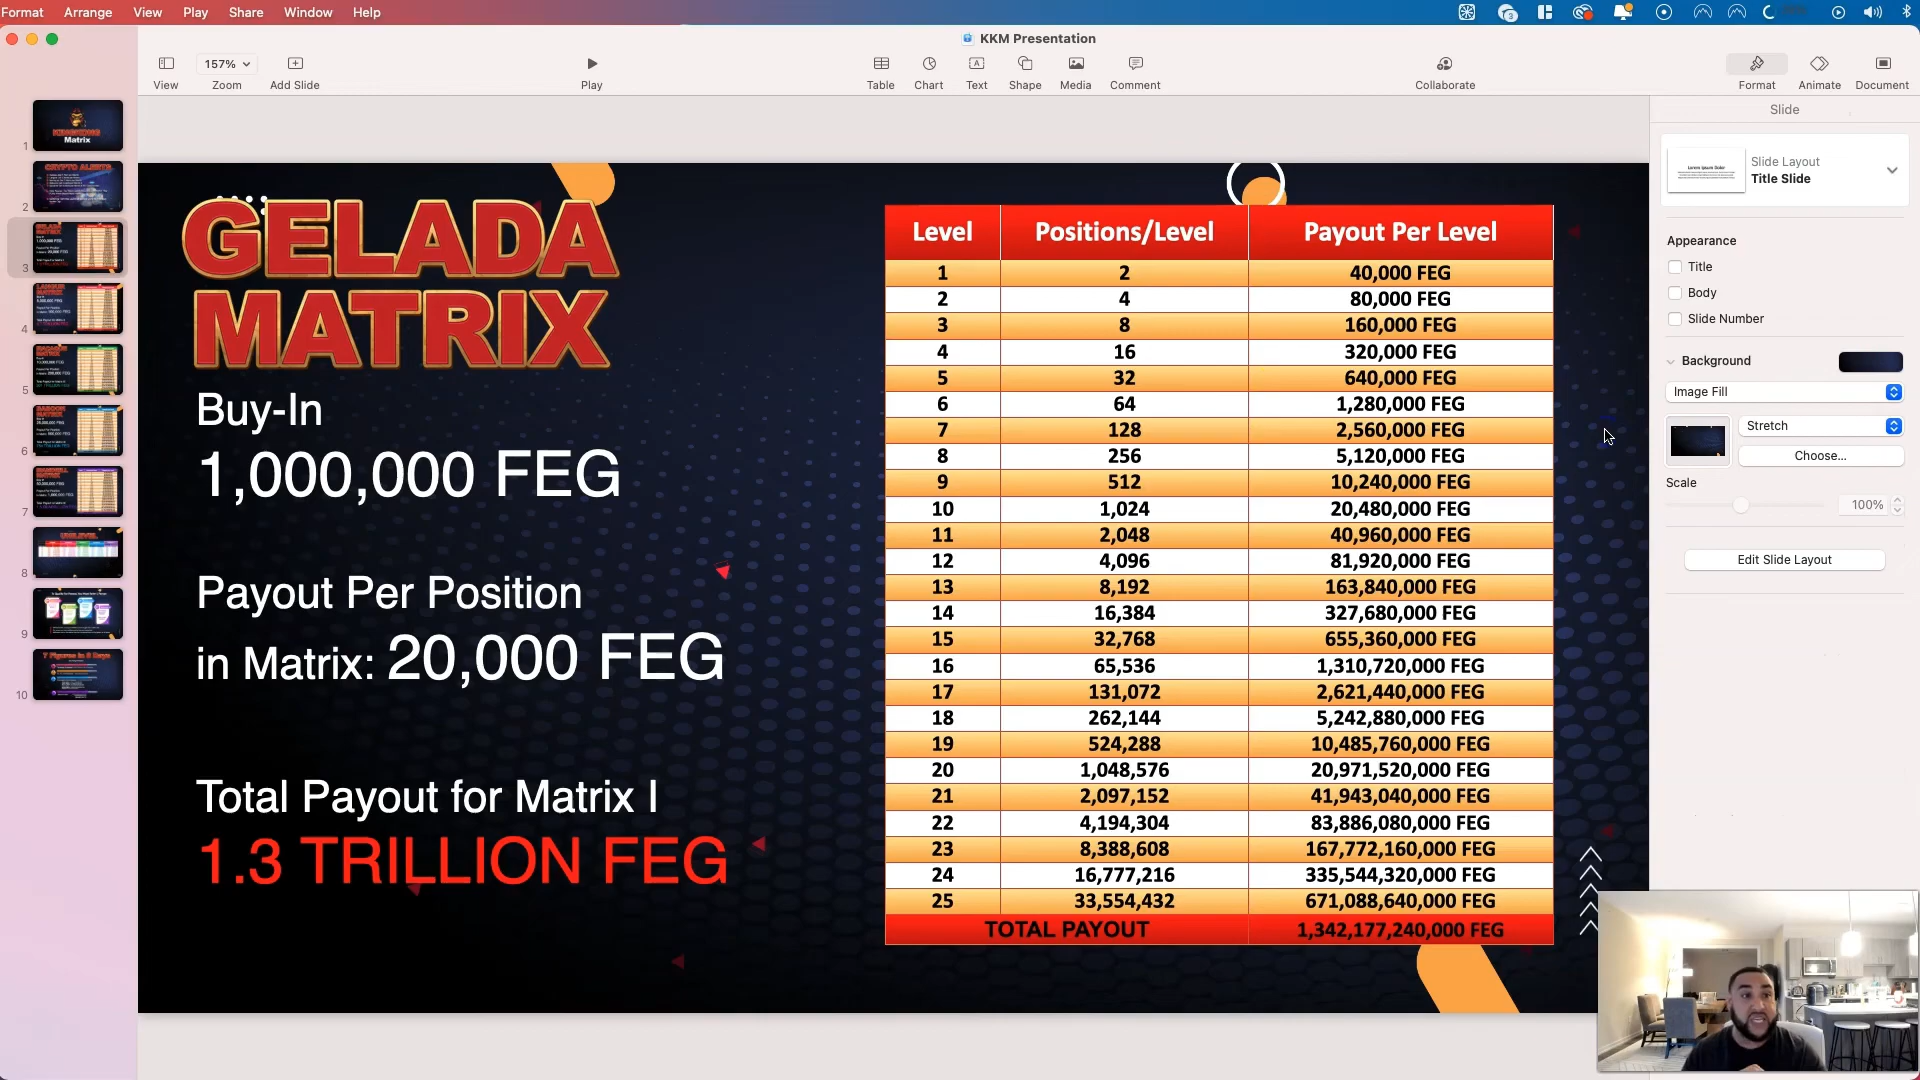 Format Arrange View Play Share Window Help
KKM Presentation
157%
View Zoom Add Slide Play Table Chart Text Shape Media Comment Collaborate Format Animate Document
1
2
3
4
5
6
7
8
9
10
GELADA
MATRIX
Buy-In
1,000,000 FEG
Payout Per Position
in Matrix: 20,000 FEG
Total Payout for Matrix I
1.3 TRILLION FEG
Level Positions/Level Payout Per Level
1 2 40,000 FEG
2 4 80,000 FEG
3 8 160,000 FEG
4 16 320,000 FEG
5 32 640,000 FEG
6 64 1,280,000 FEG
7 128 2,560,000 FEG
8 256 5,120,000 FEG
9 512 10,240,000 FEG
10 1,024 20,480,000 FEG
11 2,048 40,960,000 FEG
12 4,096 81,920,000 FEG
13 8,192 163,840,000 FEG
14 16,384 327,680,000 FEG
15 32,768 655,360,000 FEG
16 65,536 1,310,720,000 FEG
17 131,072 2,621,440,000 FEG
18 262,144 5,242,880,000 FEG
19 524,288 10,485,760,000 FEG
20 1,048,576 20,971,520,000 FEG
21 2,097,152 41,943,040,000 FEG
22 4,194,304 83,886,080,000 FEG
23 8,388,608 167,772,160,000 FEG
24 16,777,216 335,544,320,000 FEG
25 33,554,432 671,088,640,000 FEG
TOTAL PAYOUT 1,342,177,240,000 FEG
Slide
Slide Layout
Title Slide
Appearance
Title
Body
Slide Number
Background
Image Fill
Stretch
Choose...
Scale
100%
Edit Slide Layout